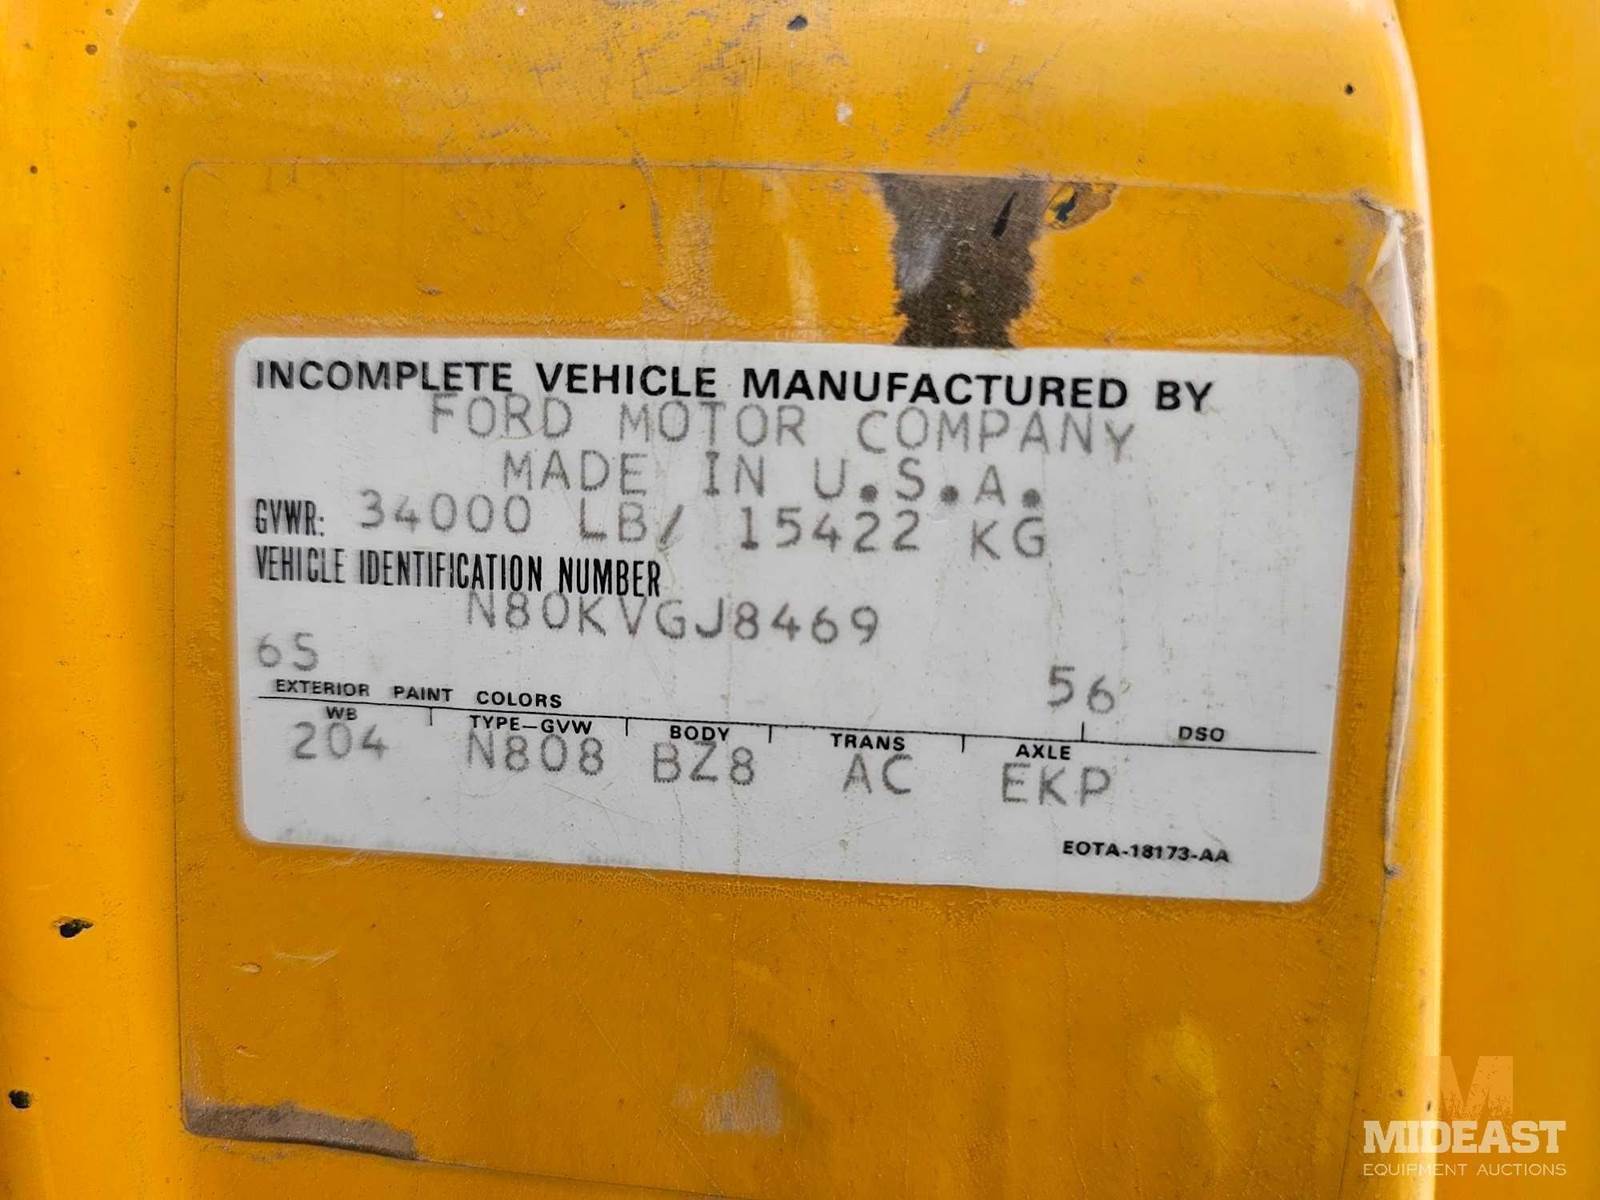 INCOMPLETE VEHICLE MANUFACTURED BY
FORD MOTOR COMPANY
MADE IN U.S.A.
GVWR: 34000 LB/ 15422 KG
VEHICLE IDENTIFICATION NUMBER
N80KVGJ8469
6S 56
EXTERIOR PAINT COLORS DSO
WB TYPE-GVW BODY TRANS AXLE
204 N808 BZ8 AC EKP
EOTA-18173-AA
M
MIDEAST
EQUIPMENT AUCTIONS